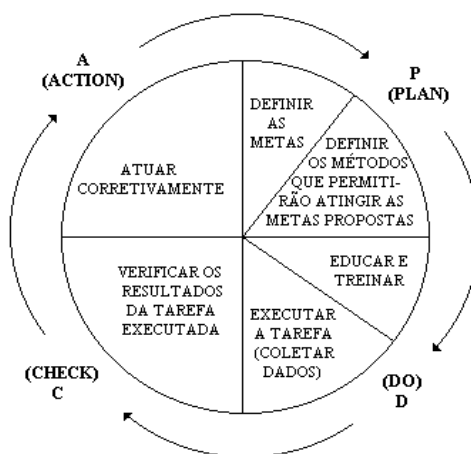 A
(ACTION)
P
(PLAN)
DEFINIR
AS
METAS
DEFINIR
OS MÉTODOS
QUE PERMITI-
RÃO ATINGIR AS
METAS PROPOSTAS
ATUAR
CORRETIVAMENTE
EDUCAR E
TREINAR
VERIFICAR OS
RESULTADOS
DA TAREFA
EXECUTADA
EXECUTAR
A TAREFA
(COLETAR
DADOS)
(CHECK)
C
(DO)
D